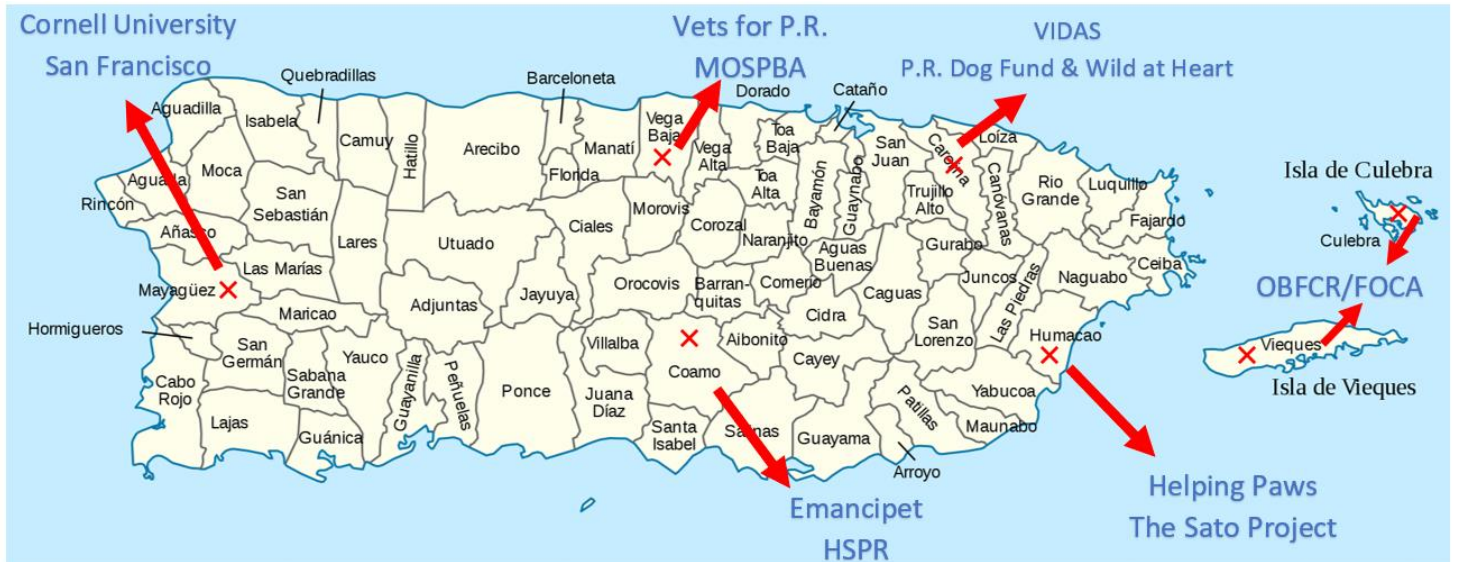 Cornell University
San Francisco
Vets for P.R.
MOSPBA
VIDAS
P.R. Dog Fund & Wild at Heart
Quebradillas
Barceloneta
Dorado
Cataño
Aguadilla
Isabela
Camuy
Hatillo
Arecibo
Manatí
Vega
Baja
Vega
Alta
Toa
Baja
Toa
Alta
Bayamón
Guaynabo
San
Juan
Carolina
Trujillo
Alto
Loíza
Canóvanas
Rio
Grande
Luquillo
Fajardo
Ceiba
Isla de Culebra
Culebra
Moca
Aguada
Rincón
Añasco
San
Sebastián
Lares
Utuado
Florida
Ciales
Morovis
Corozal
Naranjito
Aguas
Buenas
Gurabo
Juncos
Las Piedras
Naguabo
Mayagüez
Las Marías
Maricao
Adjuntas
Jayuya
Orocovis
Barran-
quitas
Comerio
Cidra
Caguas
San
Lorenzo
Humacao
OBFCR/FOCA
Vieques
Isla de Vieques
Hormigueros
San
Germán
Sabana
Grande
Yauco
Guayanilla
Peñuelas
Ponce
Villalba
Juana
Díaz
Coamo
Aibonito
Cayey
Yabucoa
Maunabo
Patillas
Arroyo
Guayama
Salinas
Santa
Isabel
Cabo
Rojo
Lajas
Guánica
Emancipet
HSPR
Helping Paws
The Sato Project